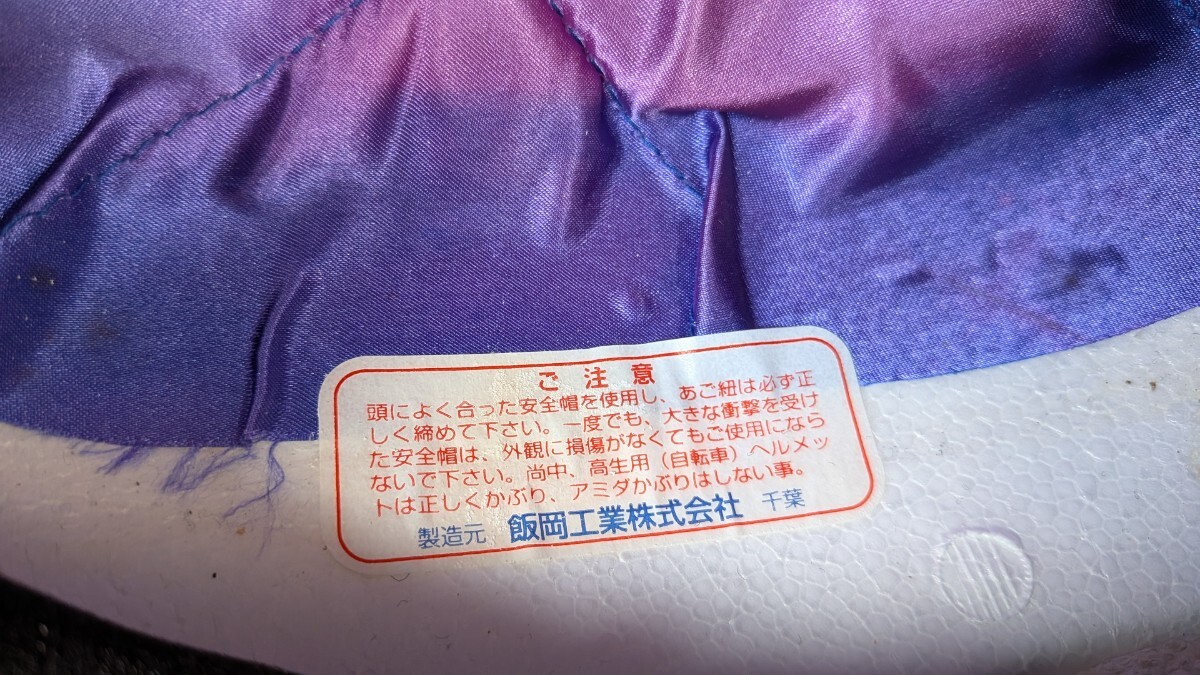 ご注意
頭によく合った安全帽を使用し、あご紐は必ず正
しく締めて下さい。一度でも、大きな衝撃を受け
た安全帽は、外観に損傷がなくてもご使用になら
ないで下さい。尚中、高生用（自転車）ヘルメッ
トは正しくかぶり、アミダかぶりはしない事。
製造元 飯岡工業株式会社 千葉